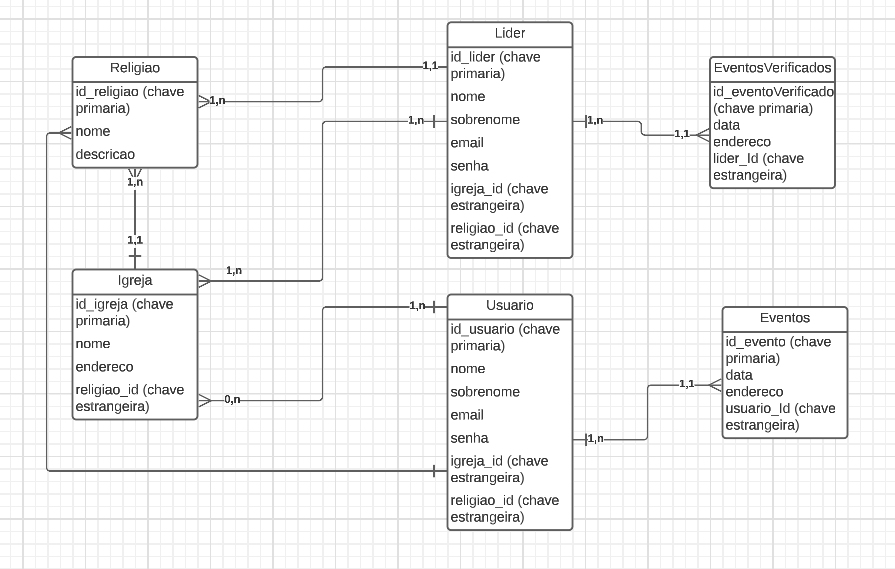 Religiao
id_religiao (chave
primaria)
nome
descricao
1,n
1,n
1,1
Igreja
id_igreja (chave
primaria)
nome
endereco
religiao_id (chave
estrangeira)
1,n
0,n
1,1
1,n
1,n
Lider
id_lider (chave
primaria)
nome
sobrenome
email
senha
igreja_id (chave
estrangeira)
religiao_id (chave
estrangeira)
1,n
1,1
Usuario
id_usuario (chave
primaria)
nome
sobrenome
email
senha
igreja_id (chave
estrangeira)
religiao_id (chave
estrangeira)
1,n
1,1
EventosVerificados
id_eventoVerificado
(chave primaria)
data
endereco
lider_Id (chave
estrangeira)
Eventos
id_evento (chave
primaria)
data
endereco
usuario_Id (chave
estrangeira)